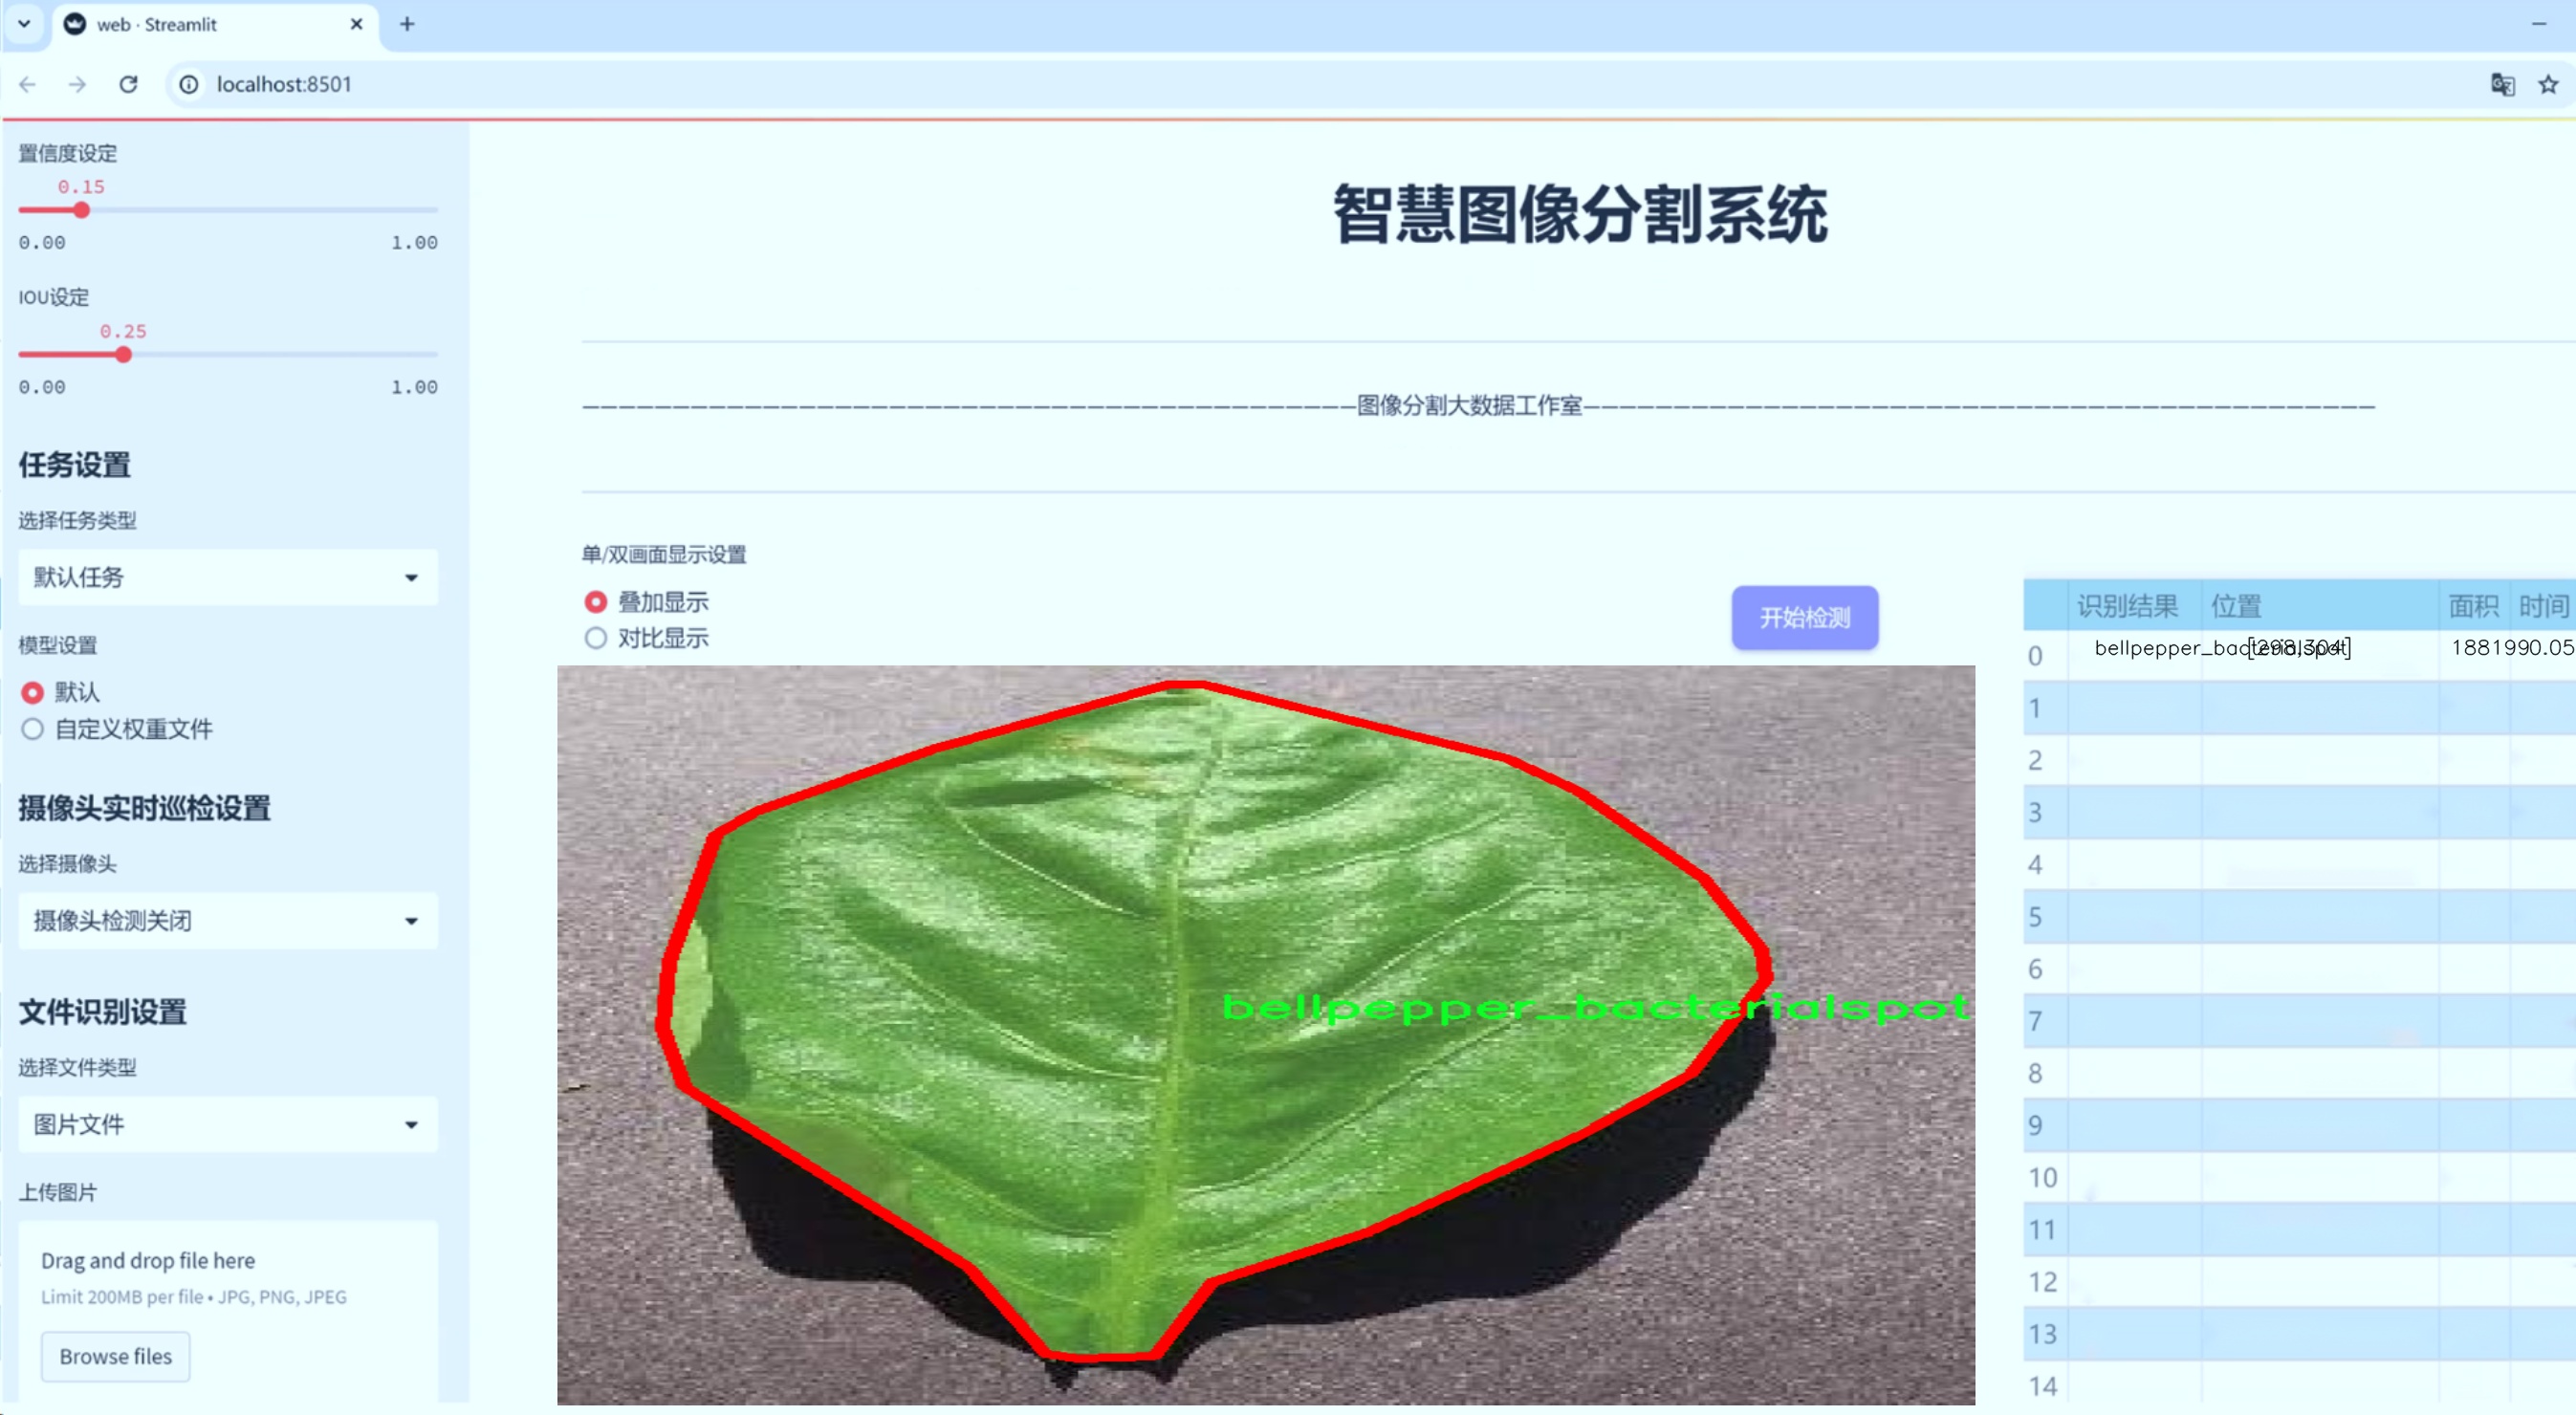 web · Streamlit
localhost:8501
置信度设定
0.15
0.00 1.00
IOU设定
0.25
0.00 1.00
任务设置
选择任务类型
默认任务
模型设置
默认
自定义权重文件
摄像头实时巡检设置
选择摄像头
摄像头检测关闭
文件识别设置
选择文件类型
图片文件
上传图片
Drag and drop file here
Limit 200MB per file • JPG, PNG, JPEG
Browse files
智慧图像分割系统
图像分割大数据工作室
单/双画面显示设置
叠加显示
对比显示
开始检测
bellpepper_bacterialspot
识别结果 位置 面积 时间
0 bellpepper_bacterialspot [298,304] 1881990.05
1
2
3
4
5
6
7
8
9
10
11
12
13
14